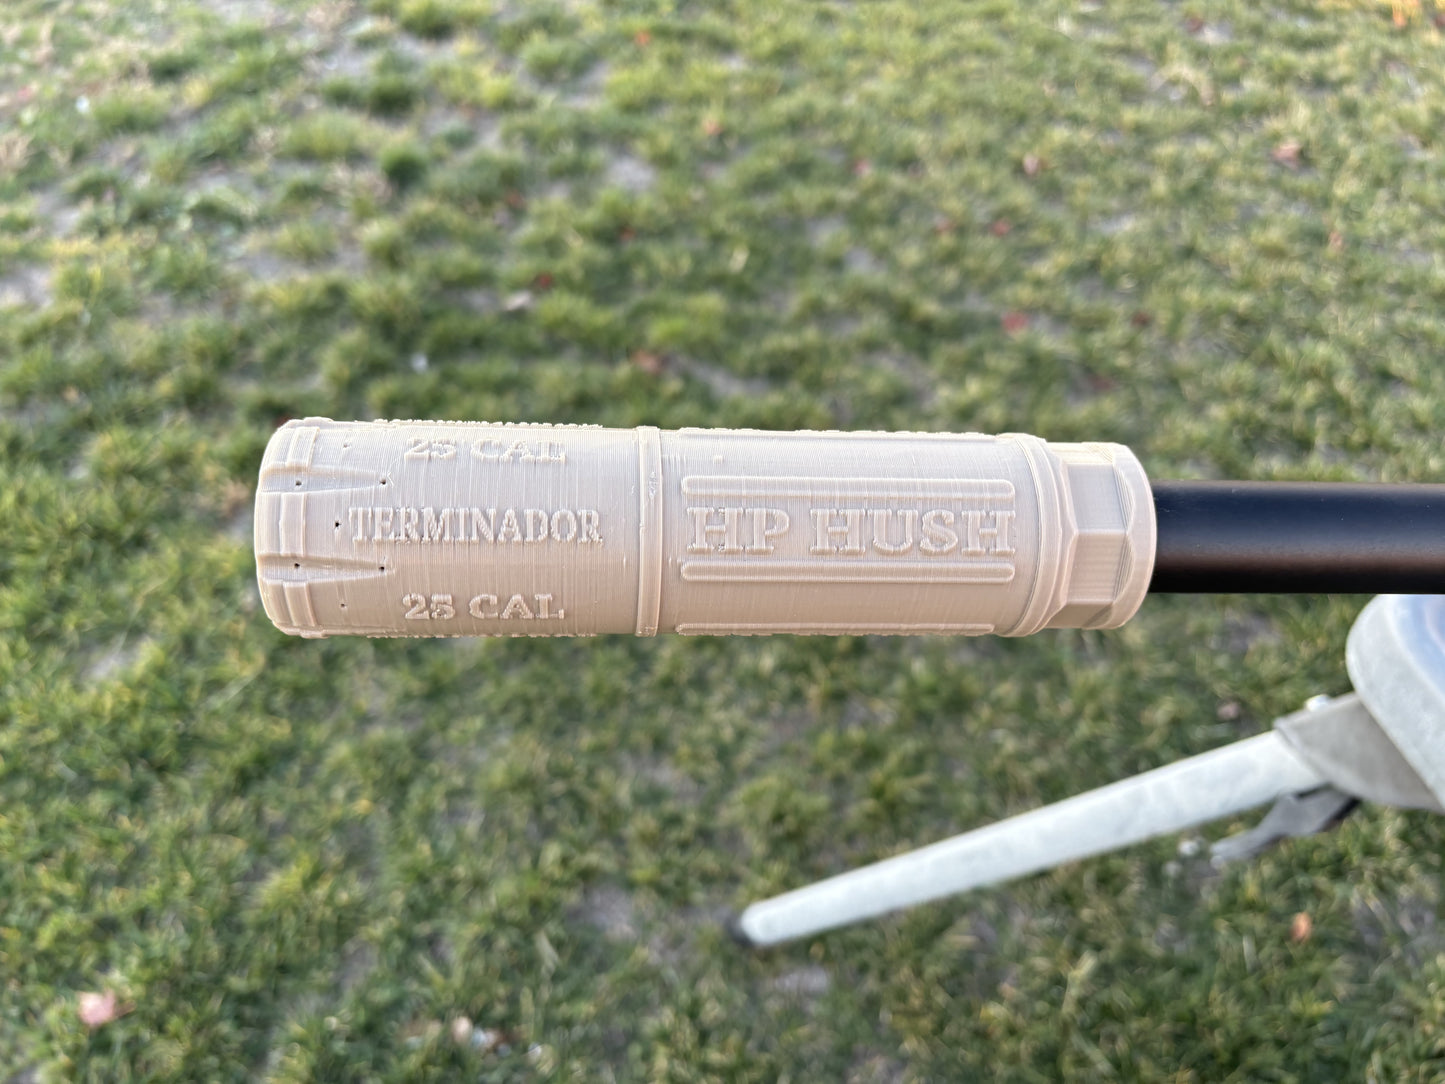 25 CAL
TERMINADOR
HP HUSH
25 CAL